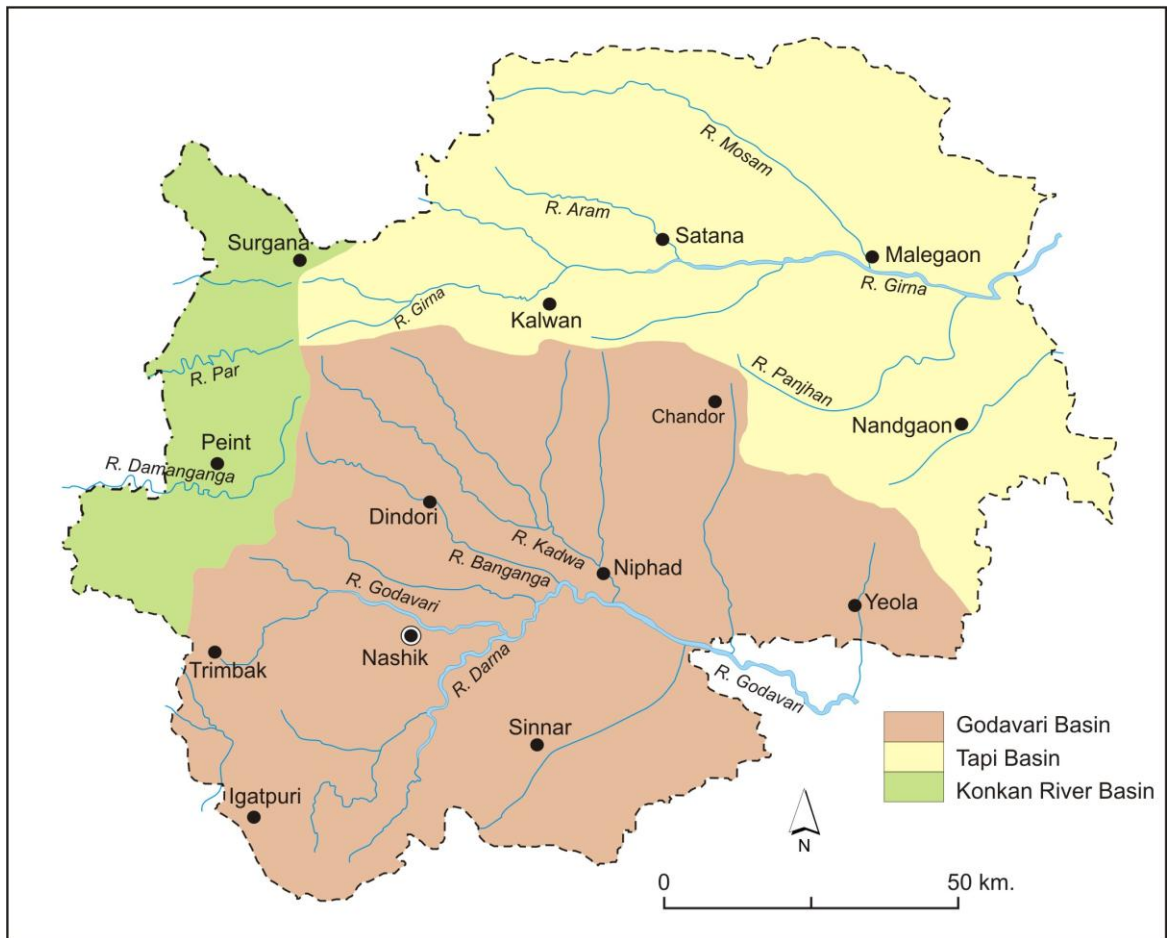 R. Mosam
R. Aram
Satana
Surgana
Malegaon
R. Girna
R. Girna
Kalwan
R. Par
R. Panjhan
Chandor
Nandgaon
Peint
R. Damanganga
Dindori
R. Kadwa
R. Banganga
Niphad
R. Godavari
Yeola
Nashik
Trimbak
R. Darna
R. Godavari
Sinnar
Igatpuri
Godavari Basin
Tapi Basin
Konkan River Basin
N
0 50 km.